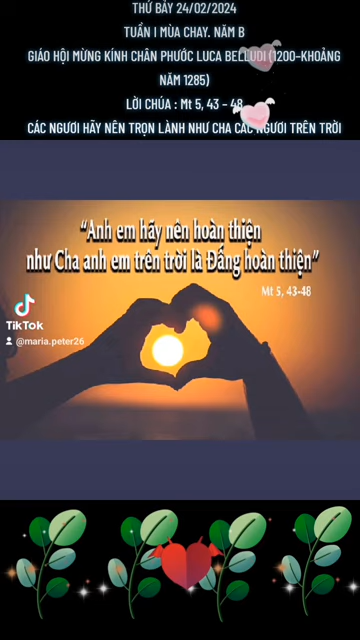 THỨ BẢY 24/02/2024
TUẦN I MÙA CHAY. NĂM B
GIÁO HỘI MỪNG KÍNH CHÂN PHƯỚC LUCA BELLUDI (1200-KHOẢNG
NĂM 1285)
LỜI CHÚA : Mt 5, 43 – 48
CÁC NGƯƠI HÃY NÊN TRỌN LÀNH NHƯ CHA CÁC NGƯƠI TRÊN TRỜI
“Anh em hãy nên hoàn thiện
như Cha anh em trên trời là Đấng hoàn thiện”
Mt 5, 43-48
TikTok
@maria.peter26